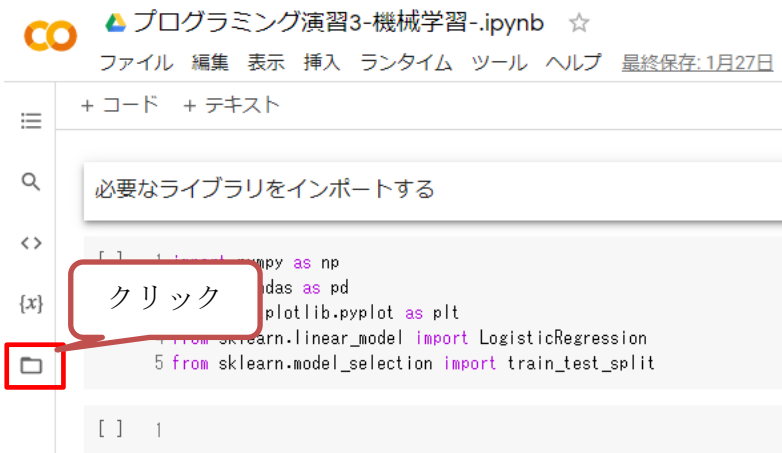 プログラミング演習3-機械学習-.ipynb
ファイル 編集 表示 挿入 ランタイム ツール ヘルプ 最終保存: 1月27日
+ コード + テキスト
必要なライブラリをインポートする
[ ] 1 import numpy as np
クリック
as pd
as plt
from sklearn.linear_model import LogisticRegression
{x}
5 from sklearn.model_selection import train_test_split
[ ] 1